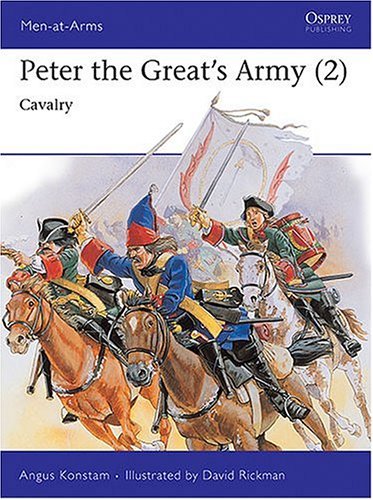 Men-at-Arms
OSPREY
PUBLISHING
Peter the Great's Army (2)
Cavalry
Angus Konstam • Illustrated by David Rickman